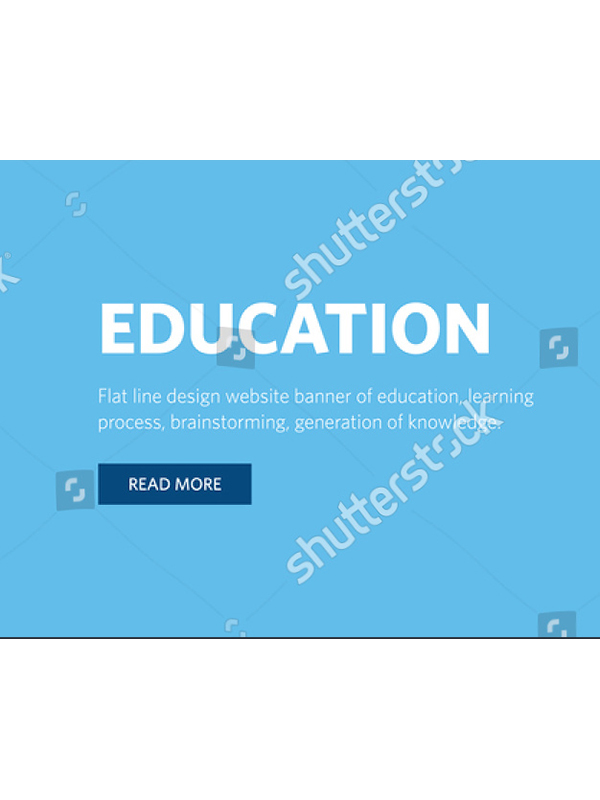 EDUCATION
Flat line design website banner of education, learning
process, brainstorming, generation of knowledge.
READ MORE
shutterstock
shutterstock